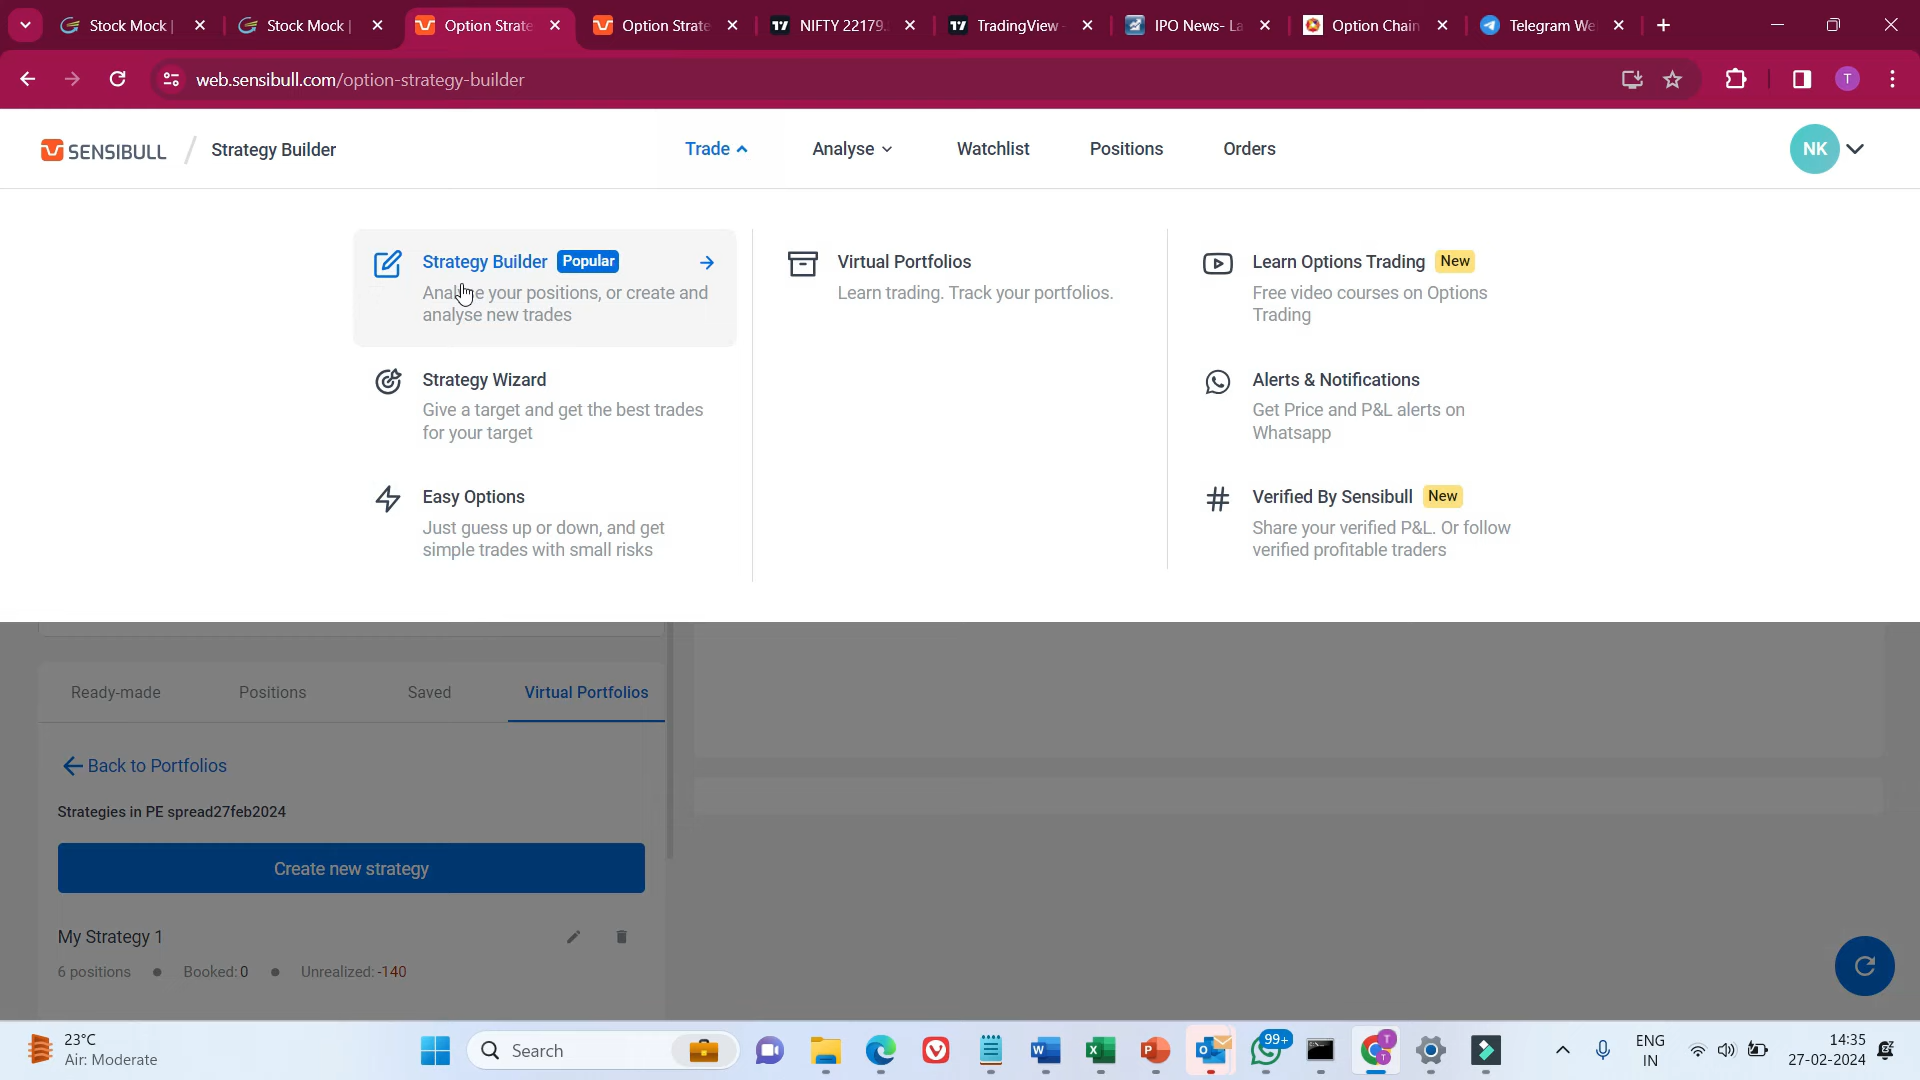 Stock Mock |
Stock Mock |
Option Strate
Option Strate
NIFTY 22179.
TradingView -
IPO News- La
Option Chain
Telegram We
web.sensibull.com/option-strategy-builder
T
SENSIBULL / Strategy Builder
Trade
Analyse
Watchlist
Positions
Orders
NK
Strategy Builder Popular
Analyse your positions, or create and
analyse new trades
Strategy Wizard
Give a target and get the best trades
for your target
Easy Options
Just guess up or down, and get
simple trades with small risks
Virtual Portfolios
Learn trading. Track your portfolios.
Learn Options Trading New
Free video courses on Options
Trading
Alerts & Notifications
Get Price and P&L alerts on
Whatsapp
Verified By Sensibull New
Share your verified P&L. Or follow
verified profitable traders
Ready-made
Positions
Saved
Virtual Portfolios
Back to Portfolios
Strategies in PE spread27feb2024
Create new strategy
My Strategy 1
6 positions • Booked: 0 • Unrealized: -140
23°C
Air: Moderate
Search
99+
ENG
IN
14:35
27-02-2024